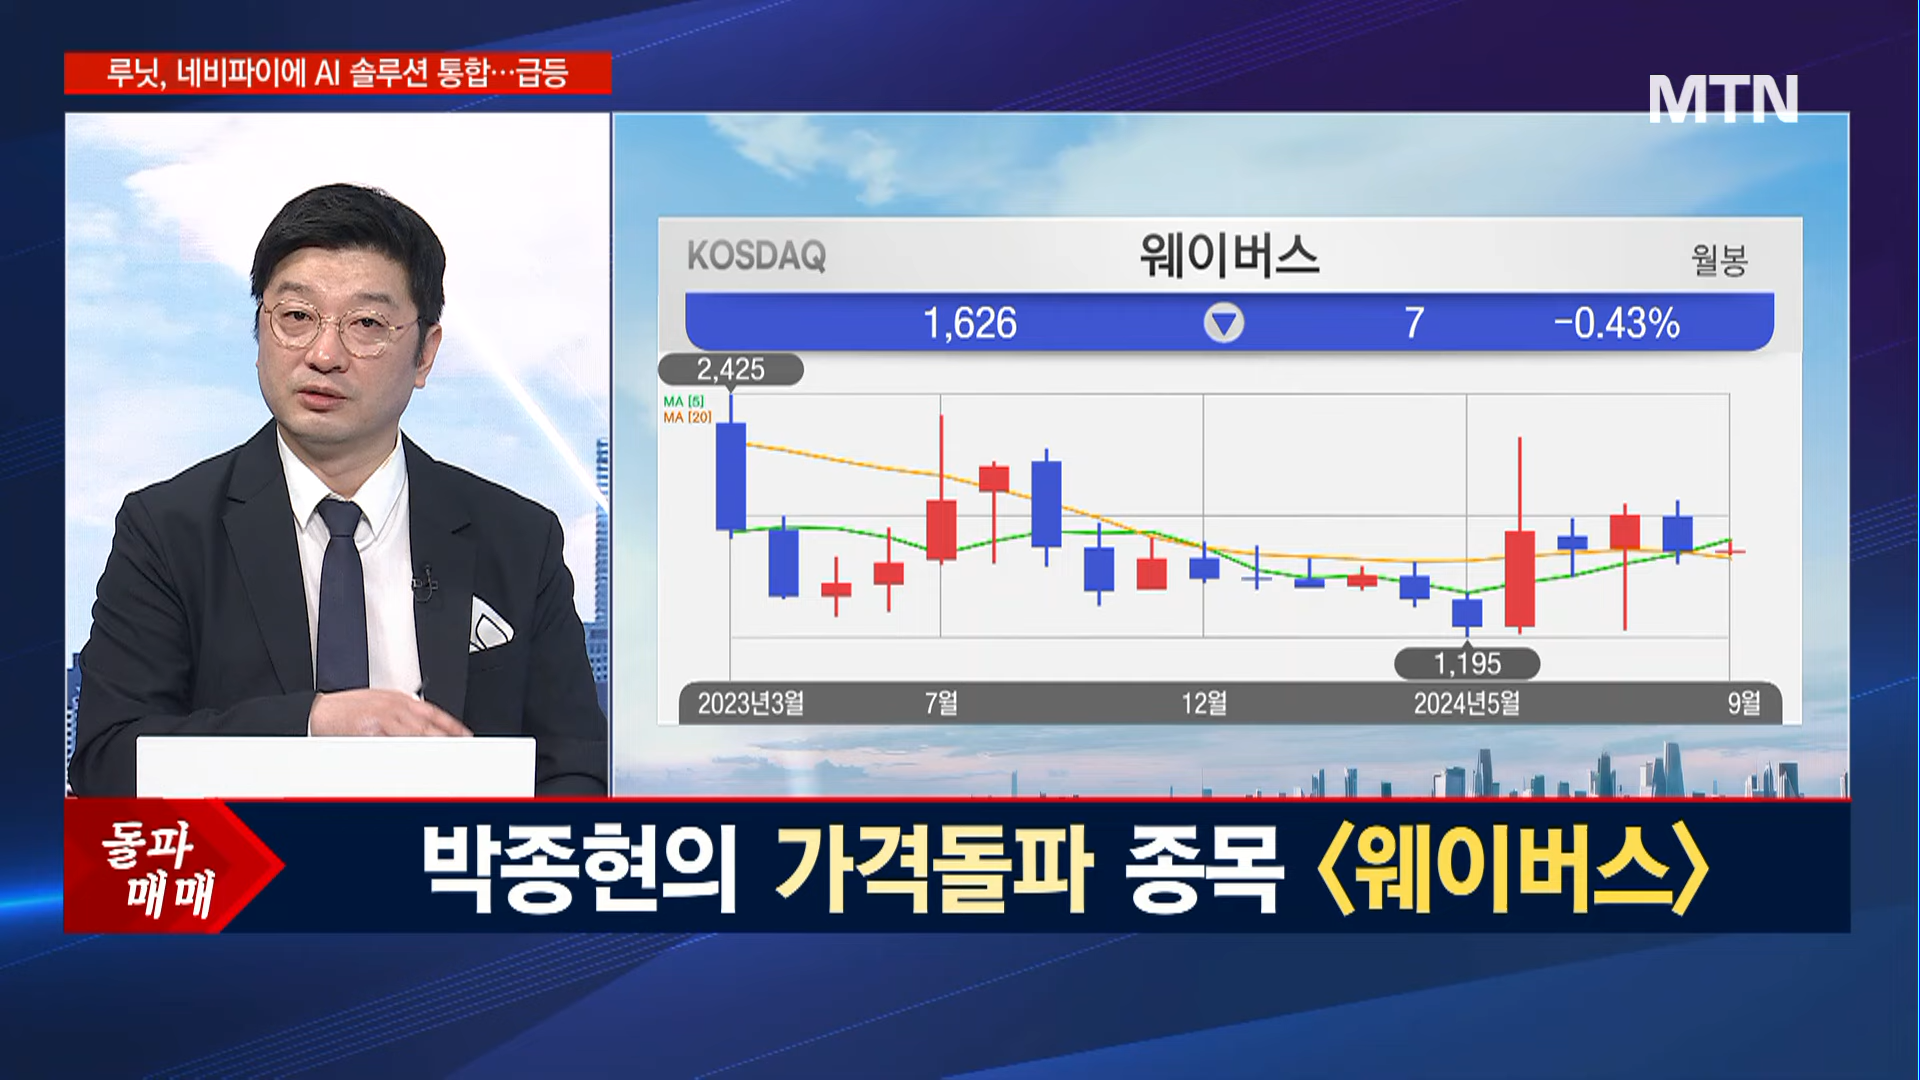 루닛, 네비파이에 AI 솔루션 통합…급등
MTN
KOSDAQ
웨이버스
월봉
1,626 ▼ 7 -0.43%
2,425
MA [5]
MA [20]
1,195
2023년3월 7월 12월 2024년5월 9월
돌파
매매
박종현의 가격돌파 종목 〈웨이버스〉